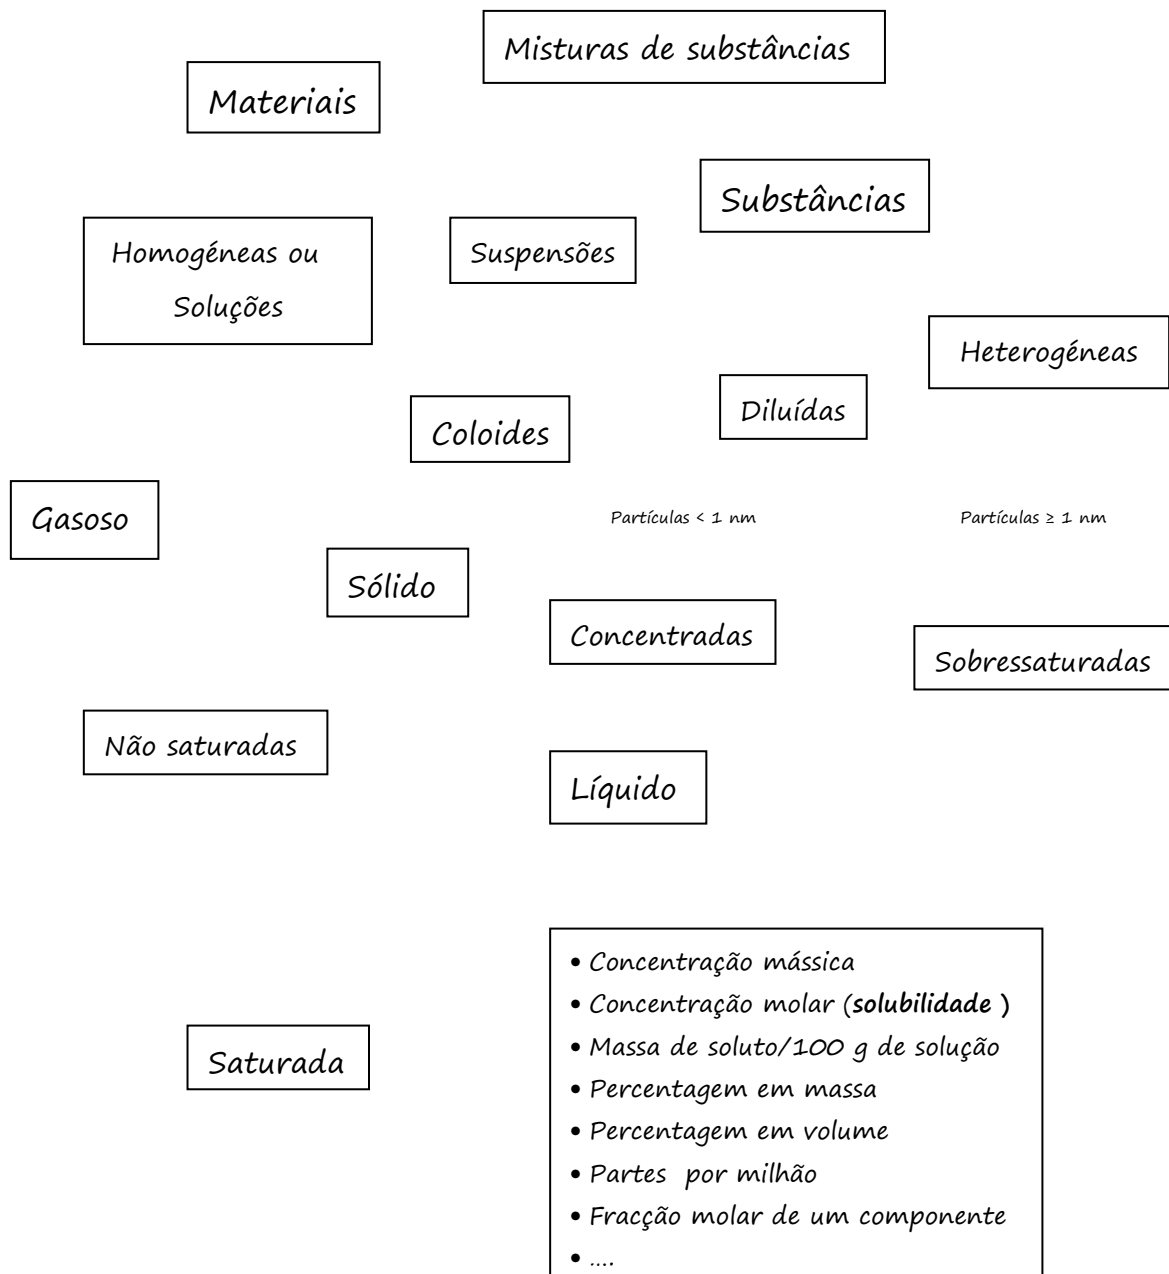 Misturas de substâncias
Materiais
Substâncias
Homogéneas ou
Soluções
Suspensões
Heterogéneas
Diluídas
Coloides
Gasoso
Partículas < 1 nm
Partículas ≥ 1 nm
Sólido
Concentradas
Sobressaturadas
Não saturadas
Líquido
• Concentração mássica
• Concentração molar (solubilidade )
• Massa de soluto/100 g de solução
Saturada
• Percentagem em massa
• Percentagem em volume
• Partes por milhão
• Fracção molar de um componente
• ....